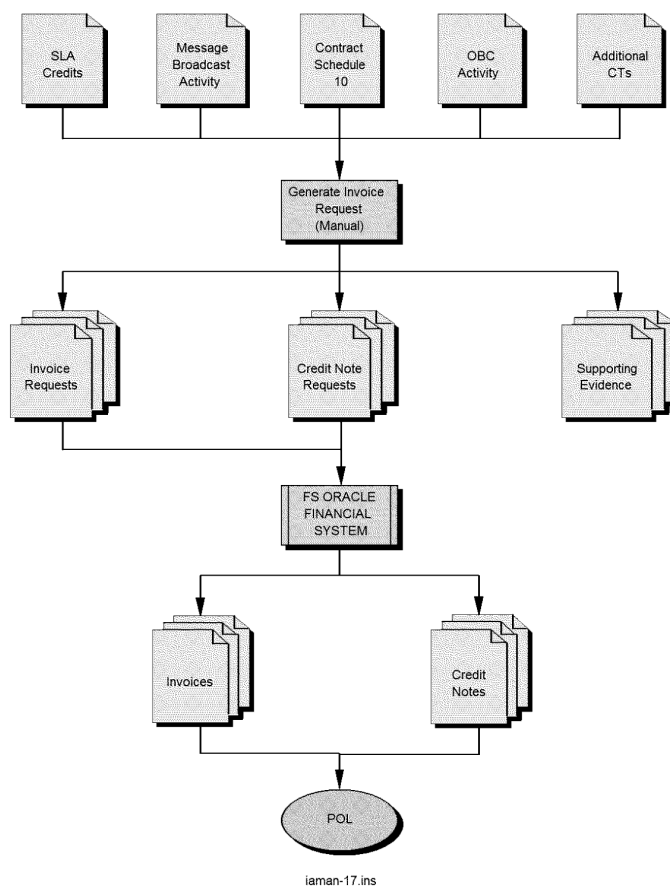 SLA
Credits
Message
Broadcast
Activity
Contract
Schedule
10
OBC
Activity
Additional
CTs
Generate Invoice
Request
(Manual)
Invoice
Requests
Credit Note
Requests
Supporting
Evidence
FS ORACLE
FINANCIAL
SYSTEM
Invoices
Credit
Notes
POL
iaman-17.ins